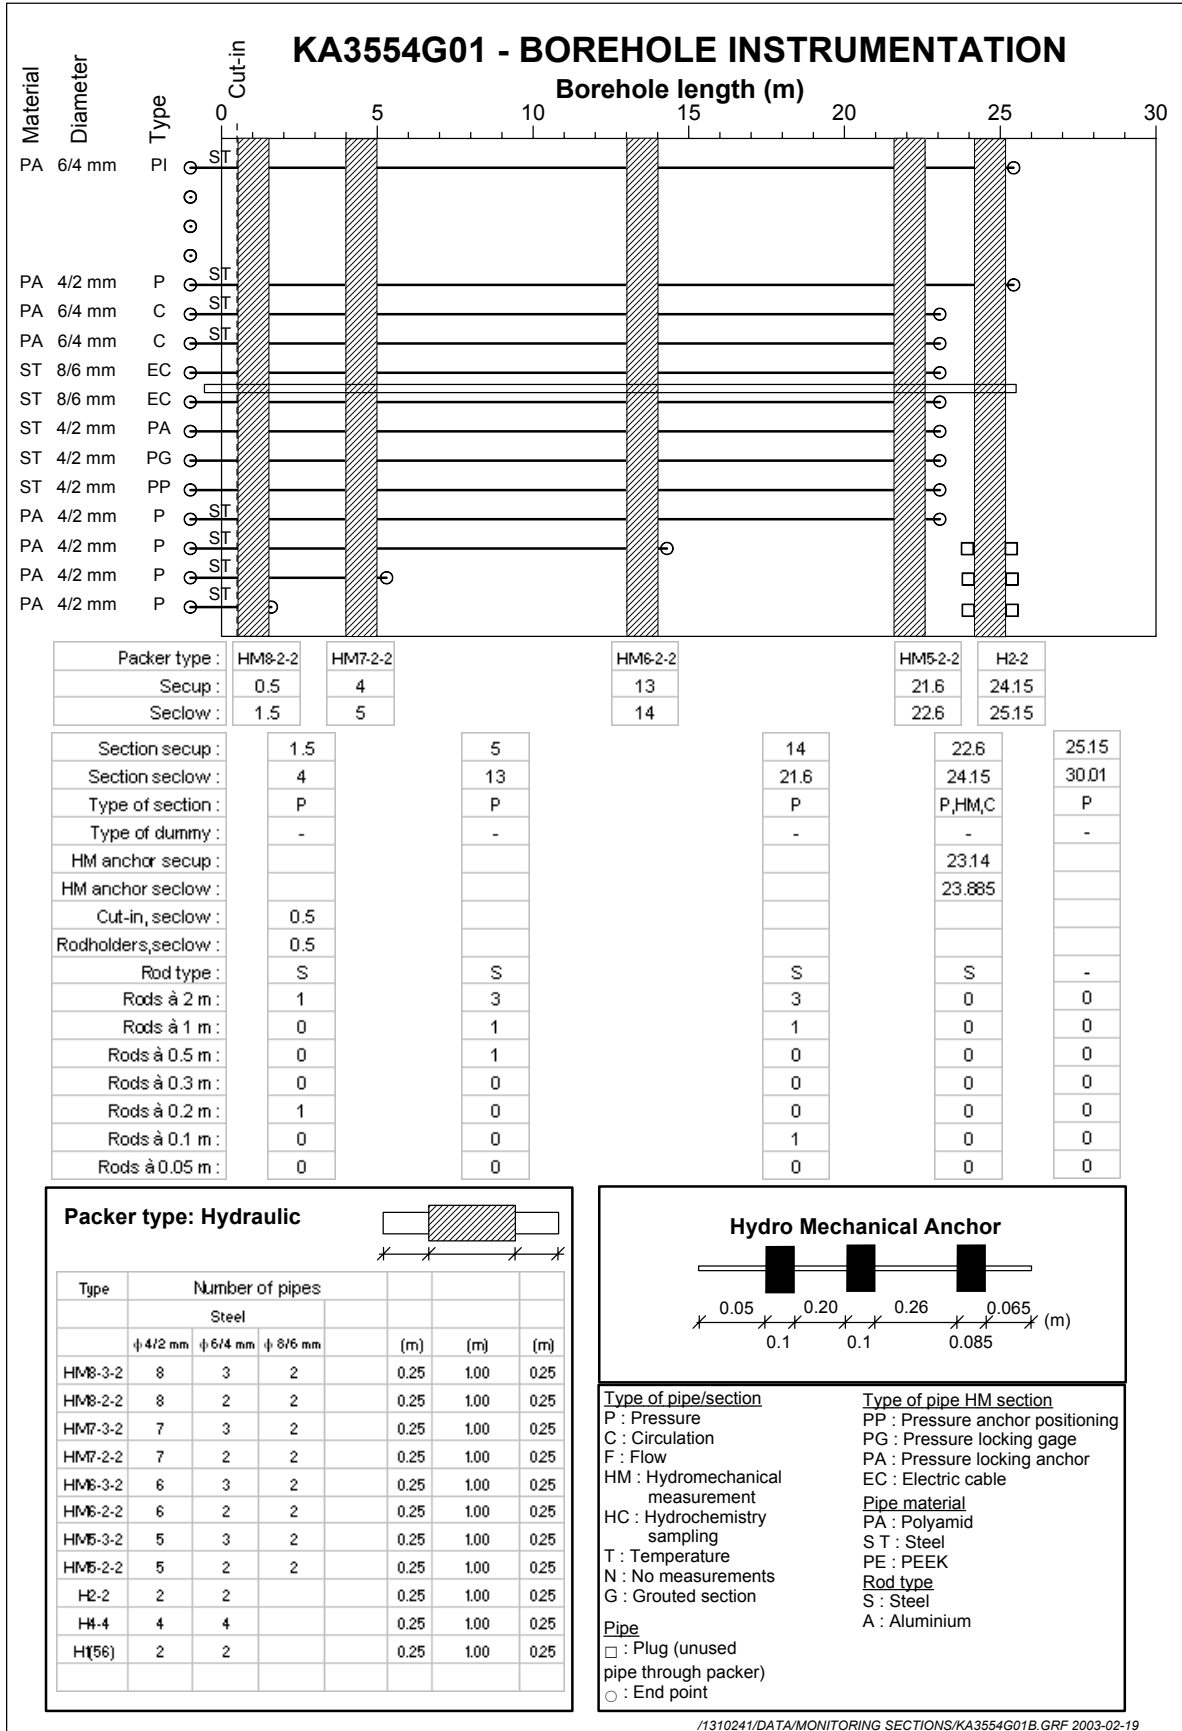 KA3554G01 - BOREHOLE INSTRUMENTATION
Borehole length (m)
Material Diameter Type Cut-in
0 5 10 15 20 25 30
PA 6/4 mm PI ST
PA 4/2 mm P ST
PA 6/4 mm C ST
PA 6/4 mm C ST
ST 8/6 mm EC
ST 8/6 mm EC
ST 4/2 mm PA
ST 4/2 mm PG
ST 4/2 mm PP
PA 4/2 mm P ST
PA 4/2 mm P ST
PA 4/2 mm P ST
PA 4/2 mm P ST
Packer type : HM8-2-2 HM7-2-2 HM6-2-2 HM5-2-2 H2-2
Secup : 0.5 4 13 21.6 24.15
Seclow : 1.5 5 14 22.6 25.15
Section secup : 1.5 5 14 22.6 25.15
Section seclow : 4 13 21.6 24.15 30.01
Type of section : P P P P,HM,C P
Type of dummy : - - - - -
HM anchor secup : 23.14
HM anchor seclow : 23.885
Cut-in, seclow : 0.5
Rodholders,seclow : 0.5
Rod type : S S S S -
Rods à 2 m : 1 3 3 0 0
Rods à 1 m : 0 1 1 0 0
Rods à 0.5 m : 0 1 0 0 0
Rods à 0.3 m : 0 0 0 0 0
Rods à 0.2 m : 1 0 0 0 0
Rods à 0.1 m : 0 0 1 0 0
Rods à 0.05 m : 0 0 0 0 0
Packer type: Hydraulic
Type Number of pipes
Steel
ϕ 4/2 mm ϕ 6/4 mm ϕ 8/6 mm (m) (m) (m)
HM8-3-2 8 3 2 0.25 1.00 0.25
HM8-2-2 8 2 2 0.25 1.00 0.25
HM7-3-2 7 3 2 0.25 1.00 0.25
HM7-2-2 7 2 2 0.25 1.00 0.25
HM6-3-2 6 3 2 0.25 1.00 0.25
HM6-2-2 6 2 2 0.25 1.00 0.25
HM5-3-2 5 3 2 0.25 1.00 0.25
HM5-2-2 5 2 2 0.25 1.00 0.25
H2-2 2 2 0.25 1.00 0.25
H4-4 4 4 0.25 1.00 0.25
H1(56) 2 2 0.25 1.00 0.25
Hydro Mechanical Anchor
0.05 0.20 0.26 0.065 (m)
0.1 0.1 0.085
Type of pipe/section
P : Pressure
C : Circulation
F : Flow
HM : Hydromechanical
measurement
HC : Hydrochemistry
sampling
T : Temperature
N : No measurements
G : Grouted section
Pipe
□ : Plug (unused
pipe through packer)
○ : End point
Type of pipe HM section
PP : Pressure anchor positioning
PG : Pressure locking gage
PA : Pressure locking anchor
EC : Electric cable
Pipe material
PA : Polyamid
S T : Steel
PE : PEEK
Rod type
S : Steel
A : Aluminium
/1310241/DATA/MONITORING SECTIONS/KA3554G01B.GRF 2003-02-19